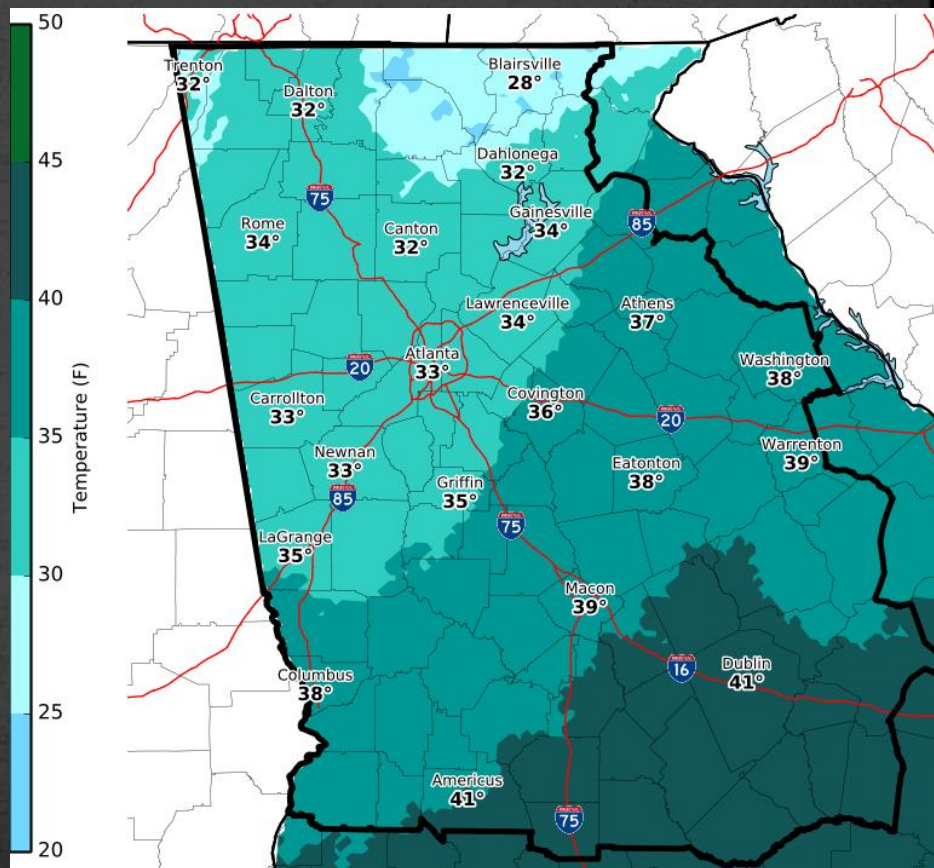 50
45
40
35
30
25
20
Temperature (F)
Trenton
32°
Dalton
32°
Blairsville
28°
Dahlonega
32°
75
Rome
34°
Canton
32°
Gainesville
34°
85
Lawrenceville
34°
Athens
37°
Atlanta
33°
20
Washington
38°
Carrollton
33°
Covington
36°
20
Newnan
33°
85
Griffin
35°
Eatonton
38°
Warrenton
39°
75
LaGrange
35°
Macon
39°
Columbus
38°
16
Dublin
41°
Americus
41°
75